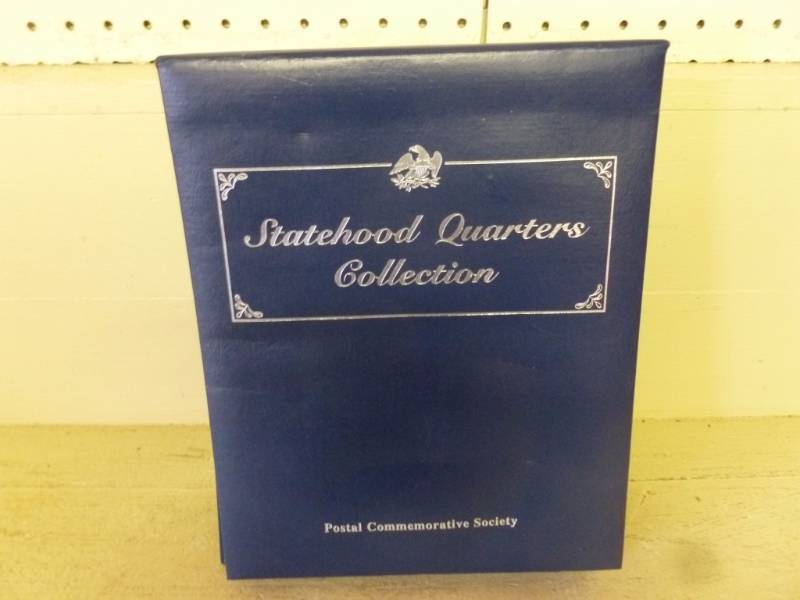 Statehood Quarters
Collection
Postal Commemorative Society